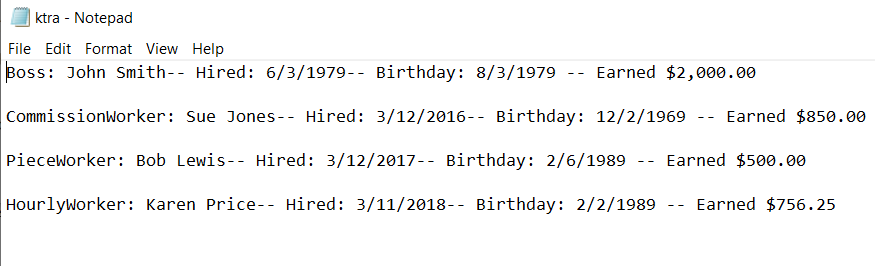 ktra - Notepad
File Edit Format View Help
Boss: John Smith-- Hired: 6/3/1979-- Birthday: 8/3/1979 -- Earned $2,000.00
CommissionWorker: Sue Jones-- Hired: 3/12/2016-- Birthday: 12/2/1969 -- Earned $850.00
PieceWorker: Bob Lewis-- Hired: 3/12/2017-- Birthday: 2/6/1989 -- Earned $500.00
HourlyWorker: Karen Price-- Hired: 3/11/2018-- Birthday: 2/2/1989 -- Earned $756.25